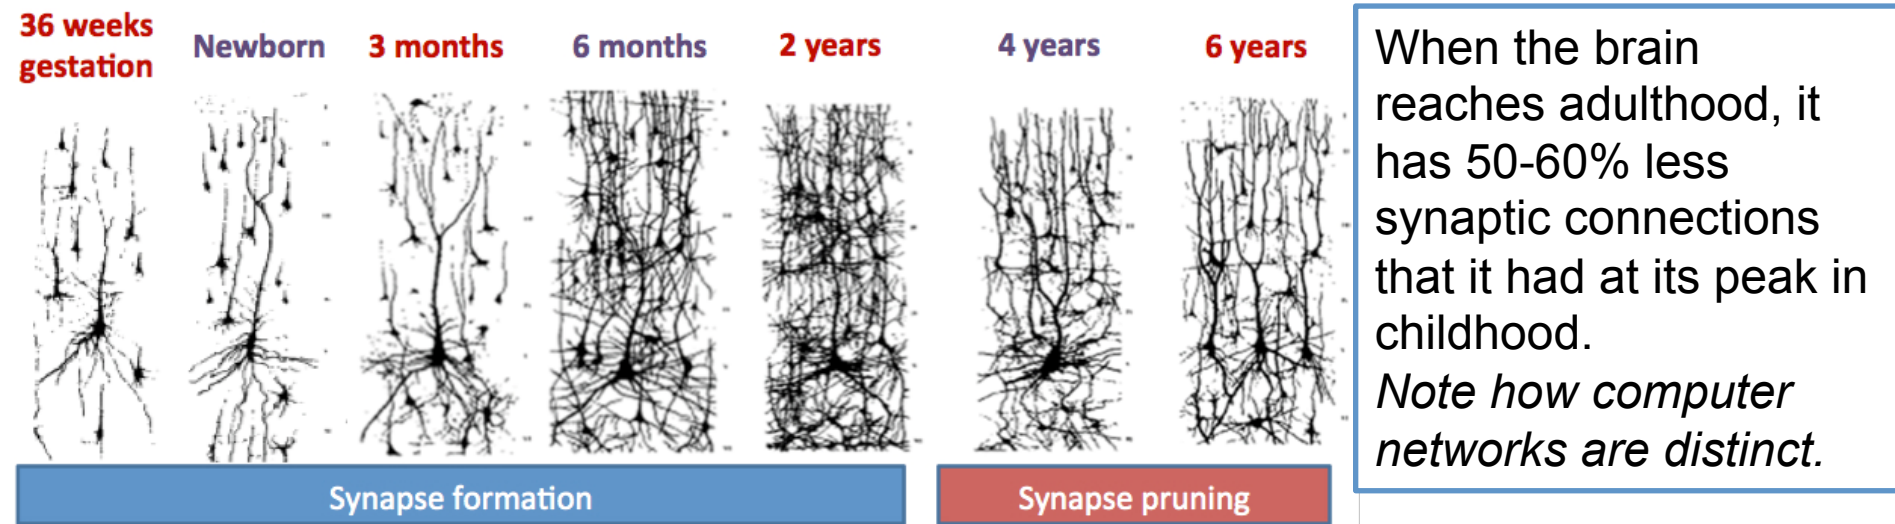 36 weeks
gestation
Newborn
3 months
6 months
2 years
4 years
6 years
Synapse formation
Synapse pruning
When the brain
reaches adulthood, it
has 50-60% less
synaptic connections
that it had at its peak in
childhood.
Note how computer
networks are distinct.